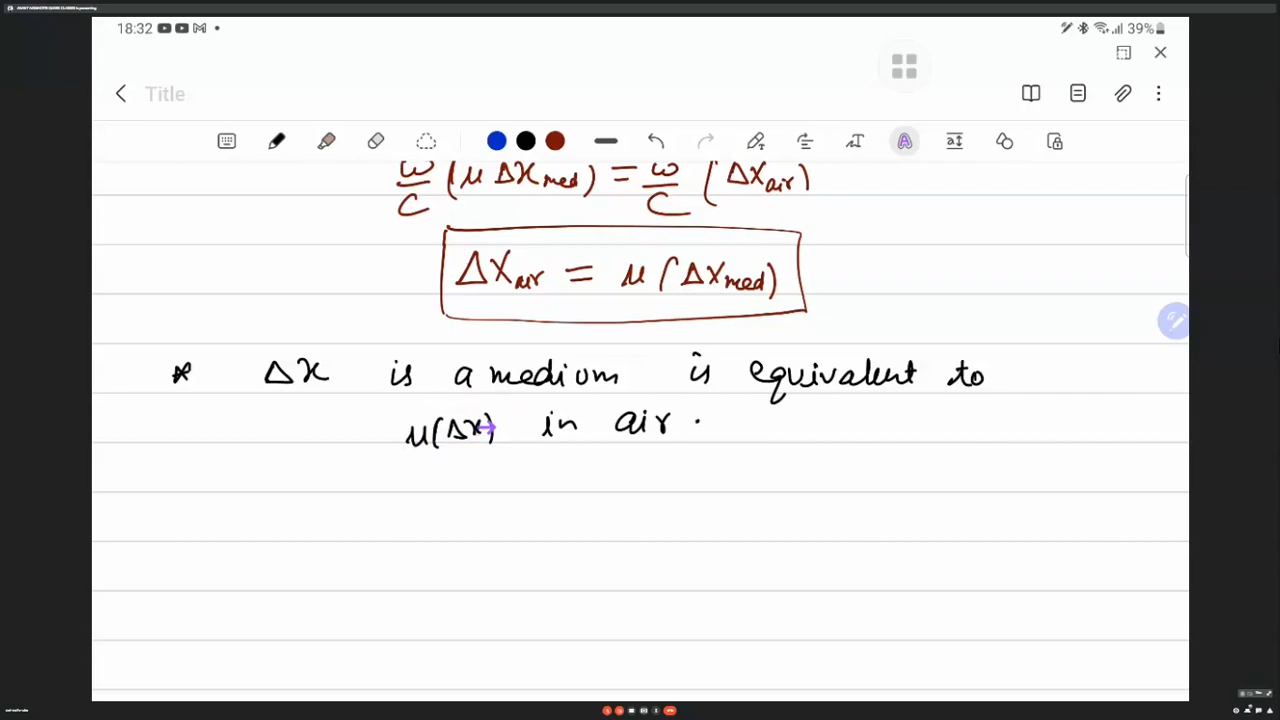 18:32
39%
Title
ω/C (μ Δx_med) = ω/C (Δx_air)
Δx_air = μ(Δx_med)
* Δx is a medium is equivalent to
μ(Δx) in air .